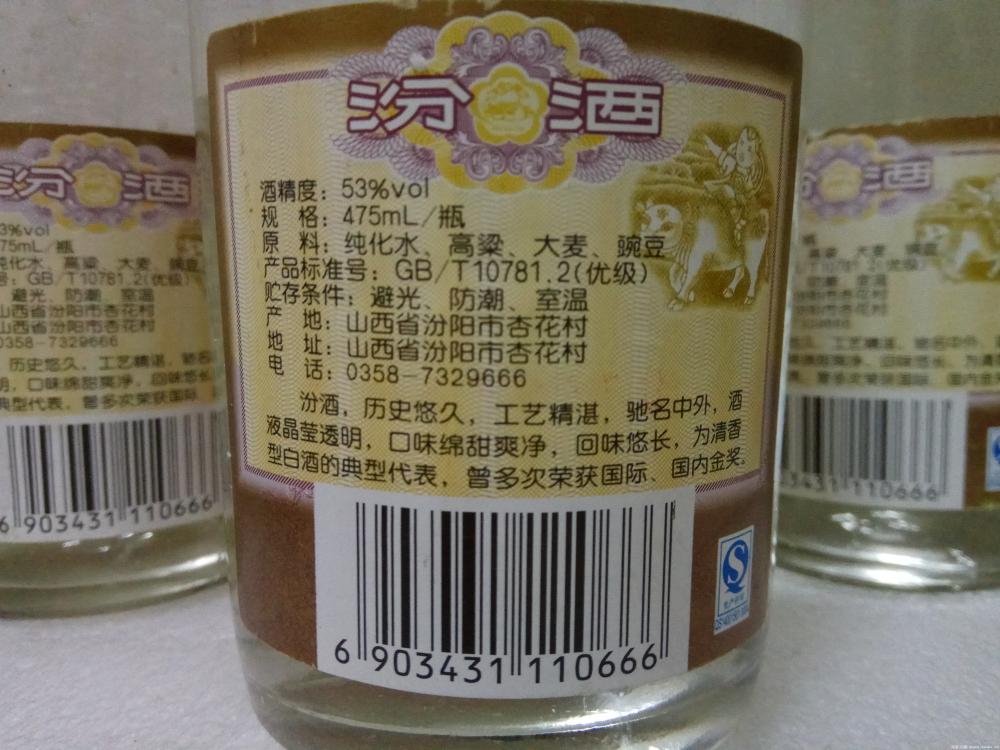 汾酒
酒精度：53%vol
规格：475mL/瓶
原料：纯化水、高粱、大麦、豌豆
产品标准号：GB/T10781.2(优级)
贮存条件：避光、防潮、室温
产地：山西省汾阳市杏花村
地址：山西省汾阳市杏花村
电话：0358-7329666
汾酒，历史悠久，工艺精湛，驰名中外，酒
液晶莹透明，口味绵甜爽净，回味悠长，为清香
型白酒的典型代表，曾多次荣获国际、国内金奖。
6 903431 110666